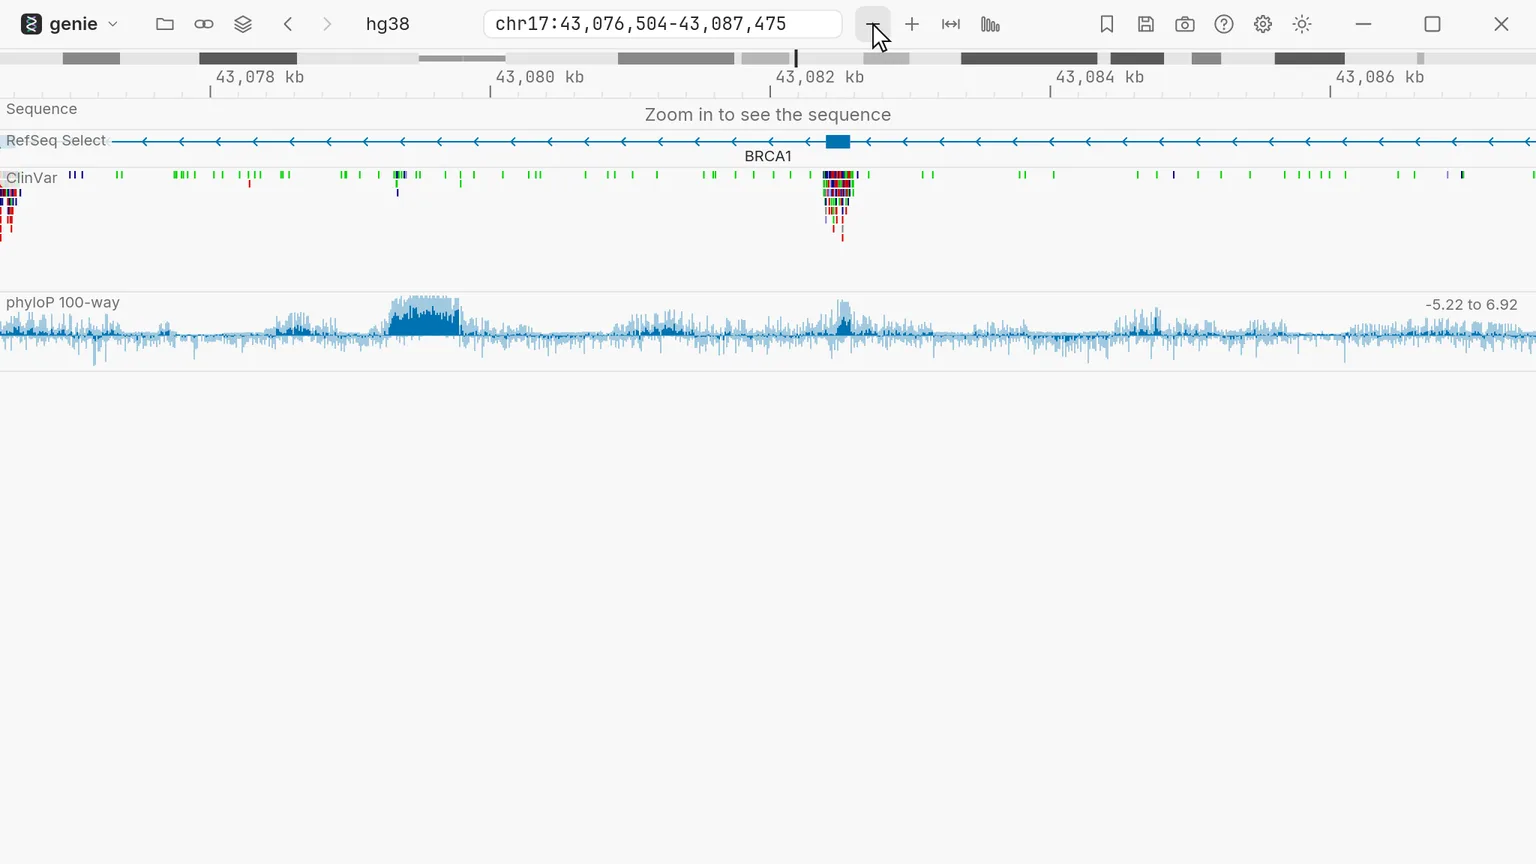 genie
hg38
chr17:43,076,504-43,087,475
43,078 kb
43,080 kb
43,082 kb
43,084 kb
43,086 kb
Sequence
Zoom in to see the sequence
RefSeq Select
BRCA1
ClinVar
phyloP 100-way
-5.22 to 6.92